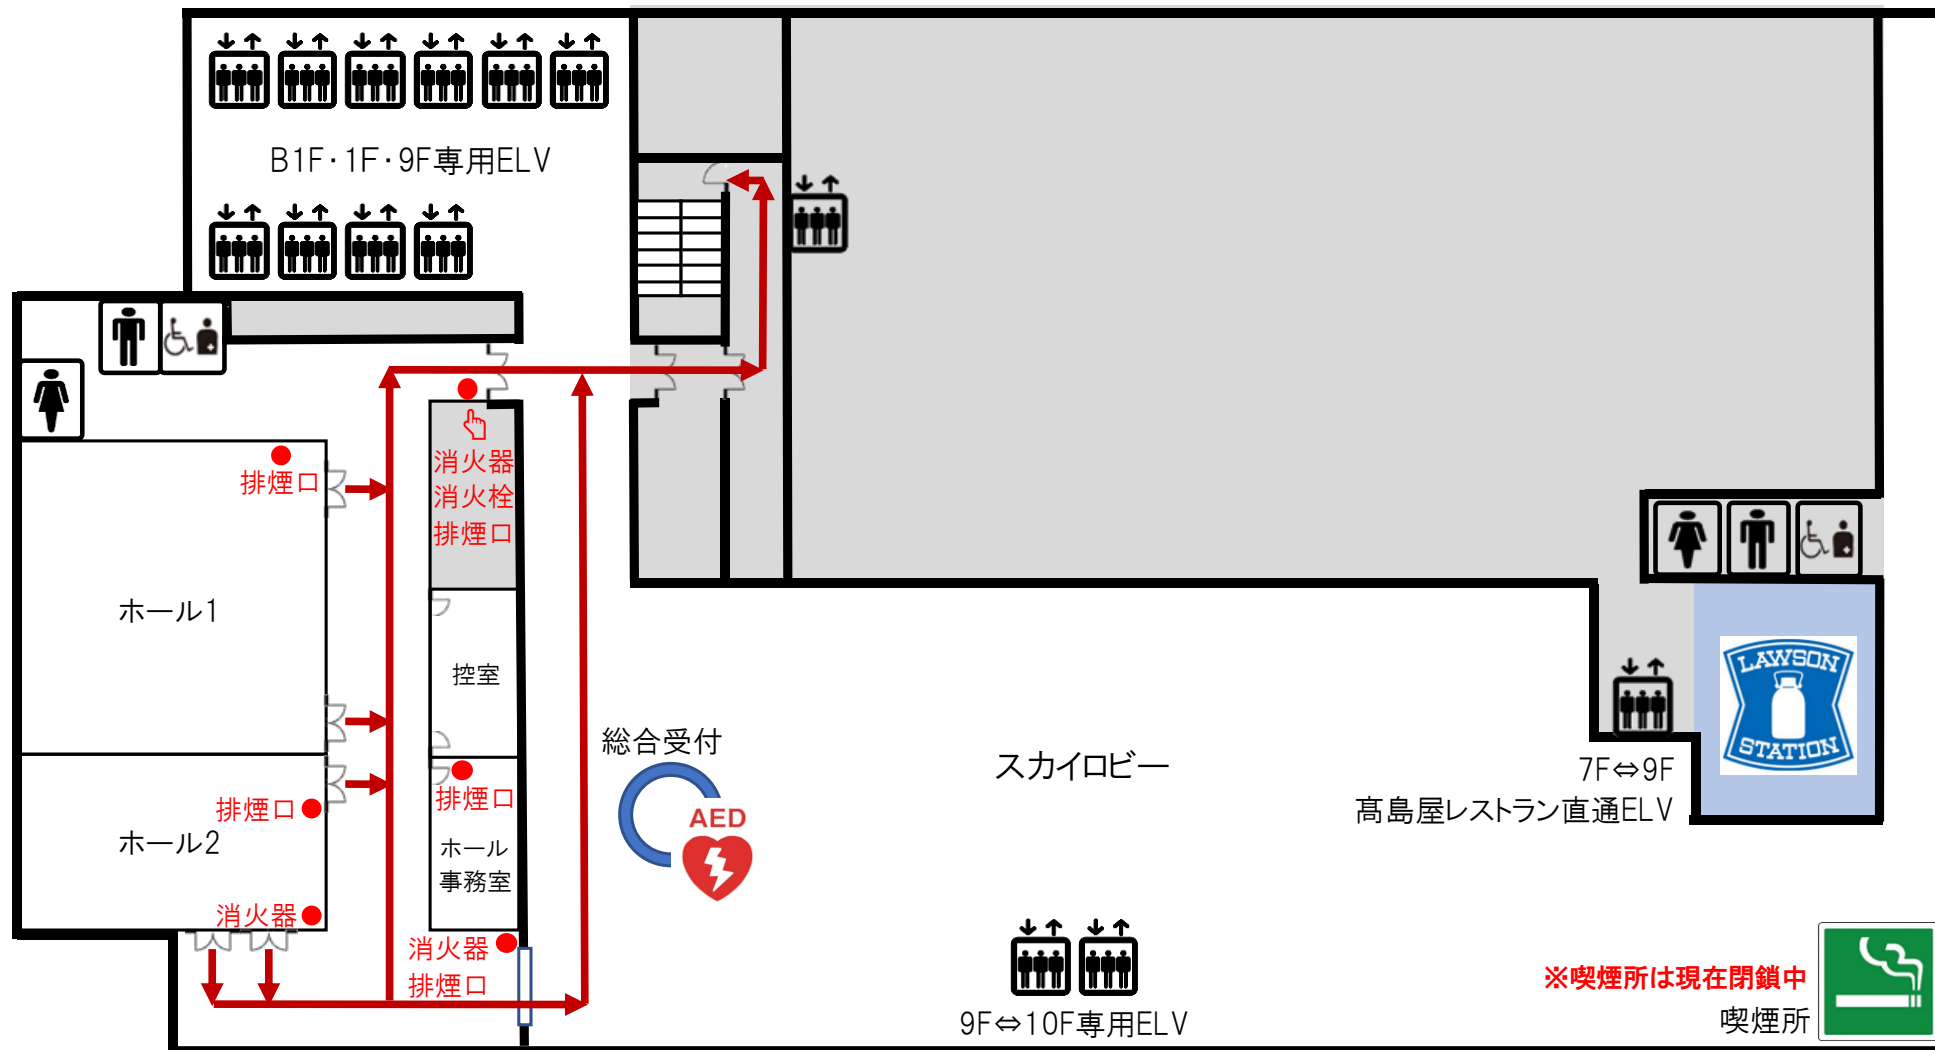 B1F・1F・9F専用ELV
排煙口
消火器
消火栓
排煙口
ホール1
控室
総合受付
AED
スカイロビー
LAWSON
STATION
7F⇔9F
髙島屋レストラン直通ELV
排煙口
ホール2
排煙口
ホール
事務室
消火器
消火器
排煙口
9F⇔10F専用ELV
※喫煙所は現在閉鎖中
喫煙所